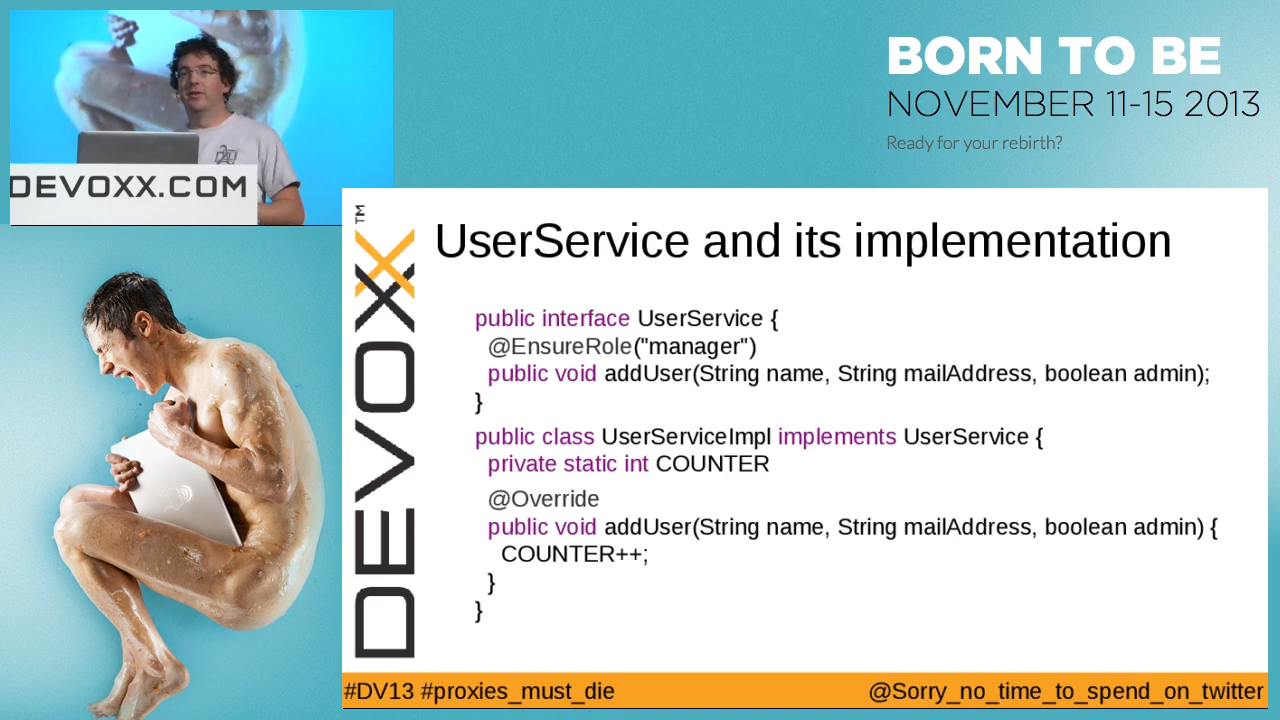 DEVOXX.COM
BORN TO BE
NOVEMBER 11-15 2013
Ready for your rebirth?
DEVOXX™
UserService and its implementation
public interface UserService {
@EnsureRole("manager")
public void addUser(String name, String mailAddress, boolean admin);
}
public class UserServiceImpl implements UserService {
private static int COUNTER
@Override
public void addUser(String name, String mailAddress, boolean admin) {
COUNTER++;
}
}
#DV13 #proxies_must_die
@Sorry_no_time_to_spend_on_twitter